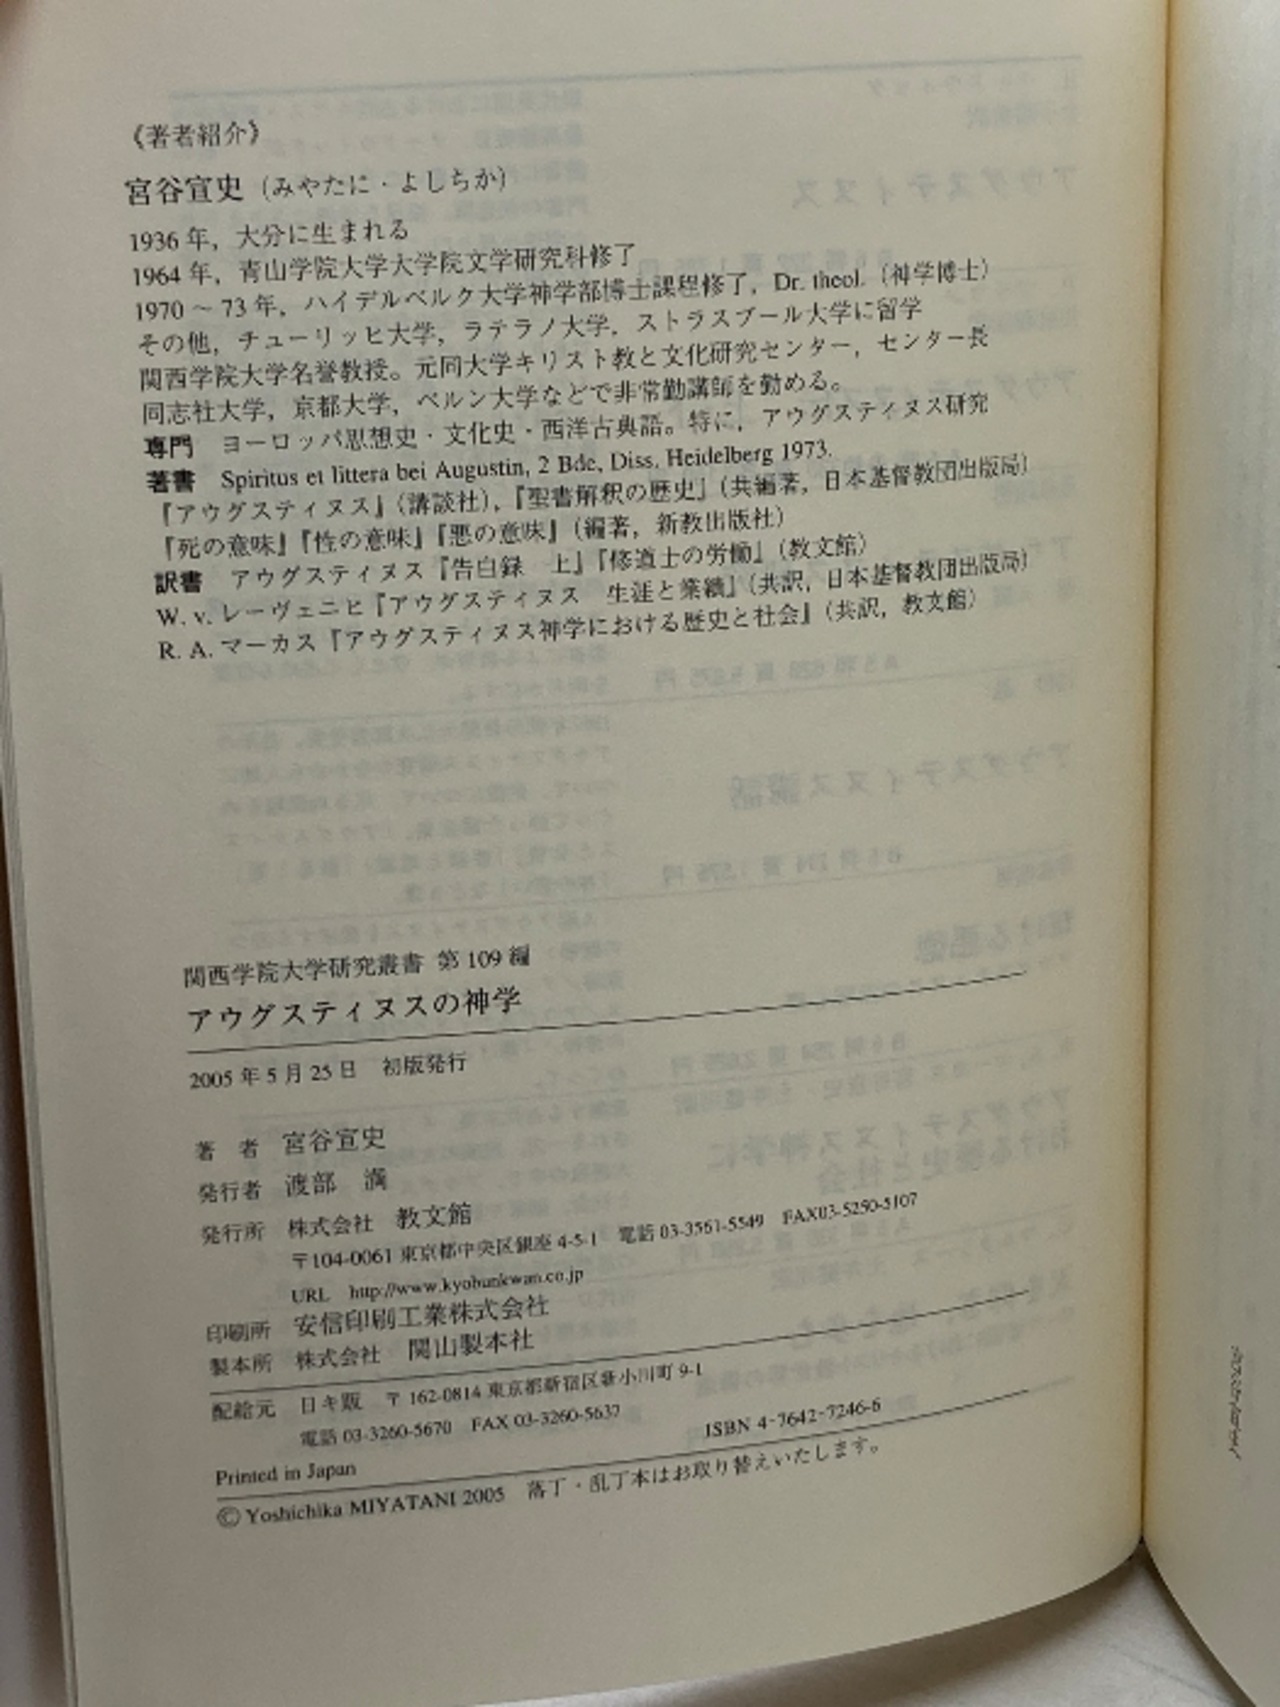 《著者紹介》
宮谷宣史（みやたに・よしちか）
1936年，大分に生まれる
1964年，青山学院大学大学院文学研究科修了
1970～73年，ハイデルベルク大学神学部博士課程修了，Dr. theol.（神学博士）
その他，チューリッヒ大学，ラテラノ大学，ストラスブール大学に留学
関西学院大学名誉教授。元同大学キリスト教と文化研究センター，センター長
同志社大学，京都大学，ベルン大学などで非常勤講師を勤める。
専門　ヨーロッパ思想史・文化史・西洋古典語。特に，アウグスティヌス研究
著書　Spiritus et littera bei Augustin, 2 Bde, Diss. Heidelberg 1973.
『アウグスティヌス』（講談社），『聖書解釈の歴史』（共編著，日本基督教団出版局）
『死の意味』『性の意味』『悪の意味』（編著，新教出版社）
訳書　アウグスティヌス『告白録　上』『修道士の労働』（教文館）
W. v. レーヴェニヒ『アウグスティヌス　生涯と業績』（共訳，日本基督教団出版局）
R. A. マーカス『アウグスティヌス神学における歴史と社会』（共訳，教文館）
関西学院大学研究叢書 第109編
アウグスティヌスの神学
2005年5月25日　初版発行
著　者　宮谷宣史
発行者　渡部　満
発行所　株式会社　教文館
〒104-0061 東京都中央区銀座 4-5-1　電話 03-3561-5549　FAX03-5250-5107
URL　http://www.kyobunkwan.co.jp
印刷所　安信印刷工業株式会社
製本所　株式会社　関山製本社
配給元　日キ販　〒162-0814 東京都新宿区新小川町 9-1
電話 03-3260-5670　FAX 03-3260-5637
ISBN 4-7642-7246-6
Printed in Japan
© Yoshichika MIYATANI 2005　落丁・乱丁本はお取り替えいたします。